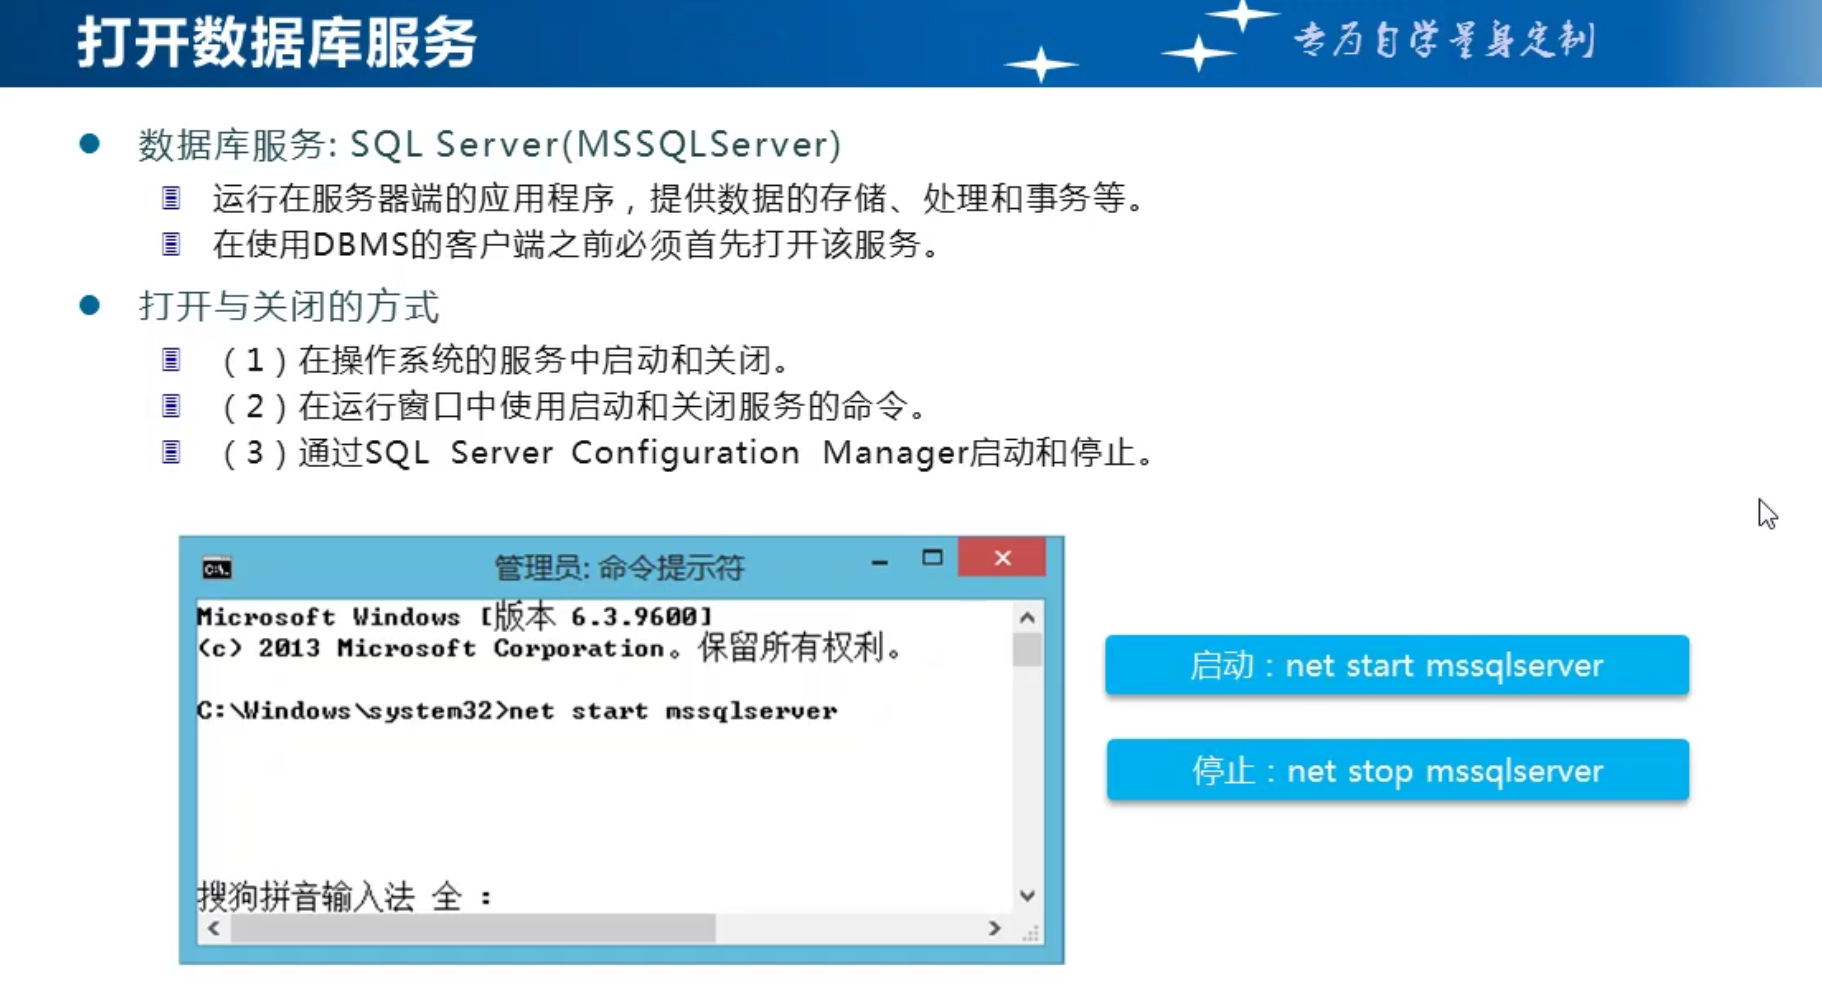 打开数据库服务
专为自学量身定制
数据库服务: SQL Server(MSSQLServer)
运行在服务器端的应用程序，提供数据的存储、处理和事务等。
在使用DBMS的客户端之前必须首先打开该服务。
打开与关闭的方式
（1）在操作系统的服务中启动和关闭。
（2）在运行窗口中使用启动和关闭服务的命令。
（3）通过SQL Server Configuration Manager启动和停止。
C:\.
管理员: 命令提示符
Microsoft Windows [版本 6.3.9600]
(c) 2013 Microsoft Corporation。保留所有权利。
C:\Windows\system32>net start mssqlserver
搜狗拼音输入法 全 :
启动：net start mssqlserver
停止：net stop mssqlserver